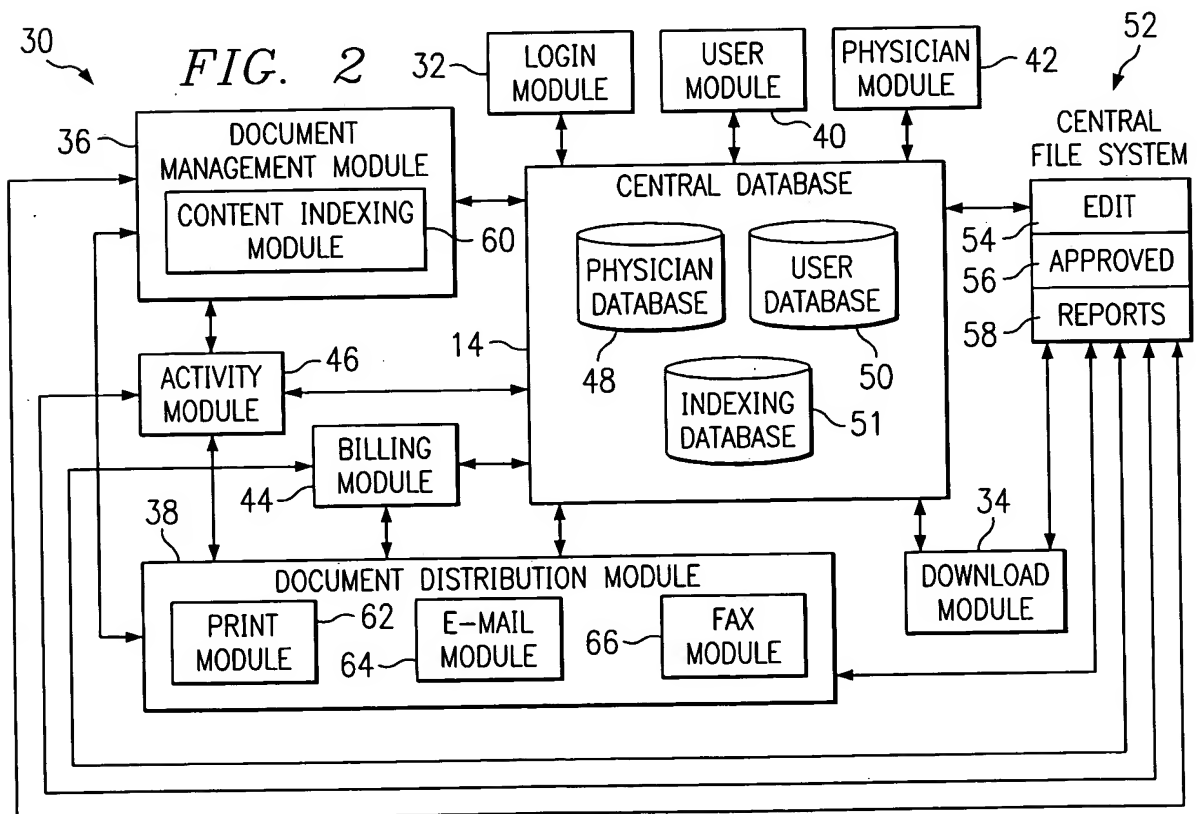 30
FIG. 2
32
LOGIN
MODULE
USER
MODULE
40
PHYSICIAN
MODULE
42
52
36
DOCUMENT
MANAGEMENT MODULE
CONTENT INDEXING
MODULE
60
CENTRAL DATABASE
PHYSICIAN
DATABASE
48
USER
DATABASE
50
INDEXING
DATABASE
51
14
CENTRAL
FILE SYSTEM
EDIT
54
APPROVED
56
REPORTS
58
ACTIVITY
MODULE
46
BILLING
MODULE
44
38
DOCUMENT DISTRIBUTION MODULE
PRINT
MODULE
62
E-MAIL
MODULE
64
FAX
MODULE
66
34
DOWNLOAD
MODULE